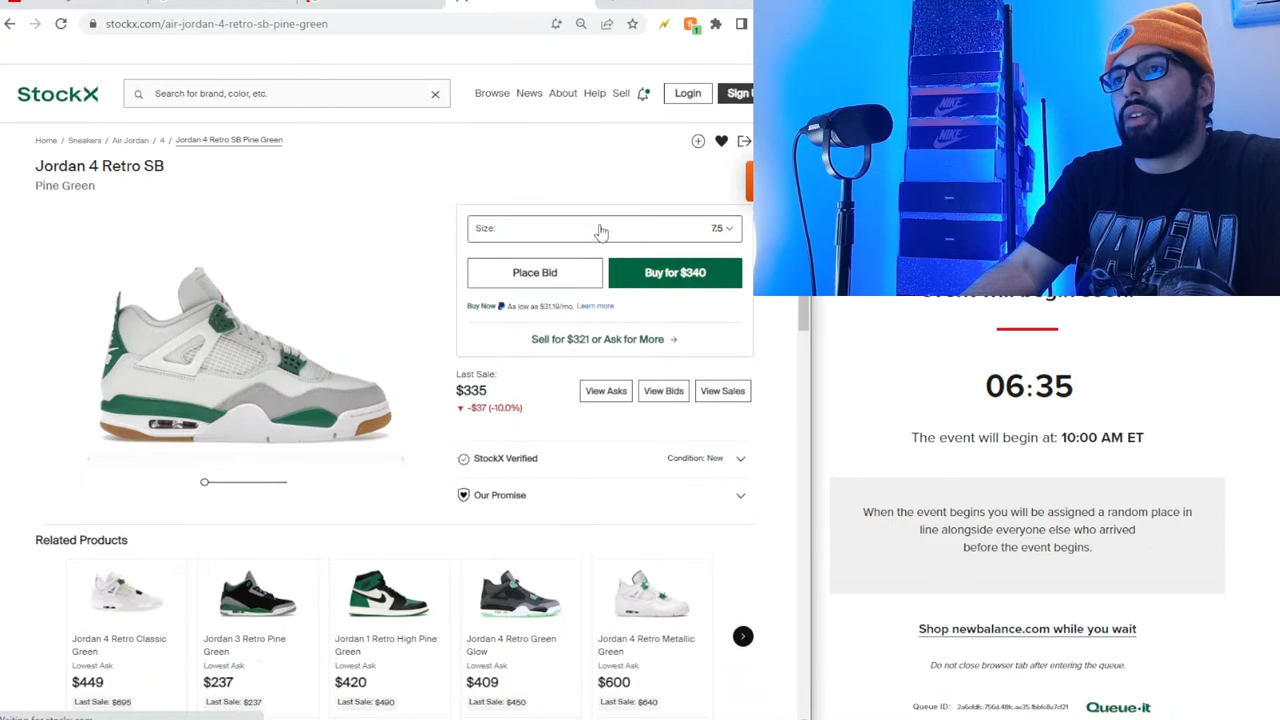 stockx.com/air-jordan-4-retro-sb-pine-green
1
StockX
Search for brand, color, etc.
Browse News About Help Sell
Login
Sign
Home / Sneakers / Air Jordan / 4 / Jordan 4 Retro SB Pine Green
Jordan 4 Retro SB
Pine Green
Size: 7.5
Place Bid
Buy for $340
Buy Now As low as $31.19/mo. Learn more
Sell for $321 or Ask for More
Last Sale:
$335
-$37 (-10.0%)
View Asks
View Bids
View Sales
StockX Verified
Condition: New
Our Promise
Related Products
Jordan 4 Retro Classic Green
Lowest Ask
$449
Last Sale: $695
Jordan 3 Retro Pine Green
Lowest Ask
$237
Last Sale: $237
Jordan 1 Retro High Pine Green
Lowest Ask
$420
Last Sale: $490
Jordan 4 Retro Green Glow
Lowest Ask
$409
Last Sale: $450
Jordan 4 Retro Metallic Green
Lowest Ask
$600
Last Sale: $640
NIKE
NIKE
event will begin soon.
06:35
The event will begin at: 10:00 AM ET
When the event begins you will be assigned a random place in
line alongside everyone else who arrived
before the event begins.
Shop newbalance.com while you wait
Do not close browser tab after entering the queue.
Queue ID:
Queue-it